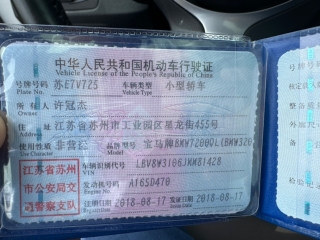 中华人民共和国机动车行驶证
Vehicle License of the People's Republic of China
号牌号码 苏E7V725 车辆类型 小型轿车
Plate No. Vehicle Type
所有人 许冠杰
Owner
住址 江苏省苏州市工业园区星龙街455号
使用性质 非营运 品牌型号 宝马牌BMW7200DL(BMW320
江苏省苏州市公安局交通警察支队
车辆识别代号 LBV8W3106JMM81428
VIN
发动机号码 A165D470
Engine No.
注册日期 2018-08-17 发证日期 2018-08-17